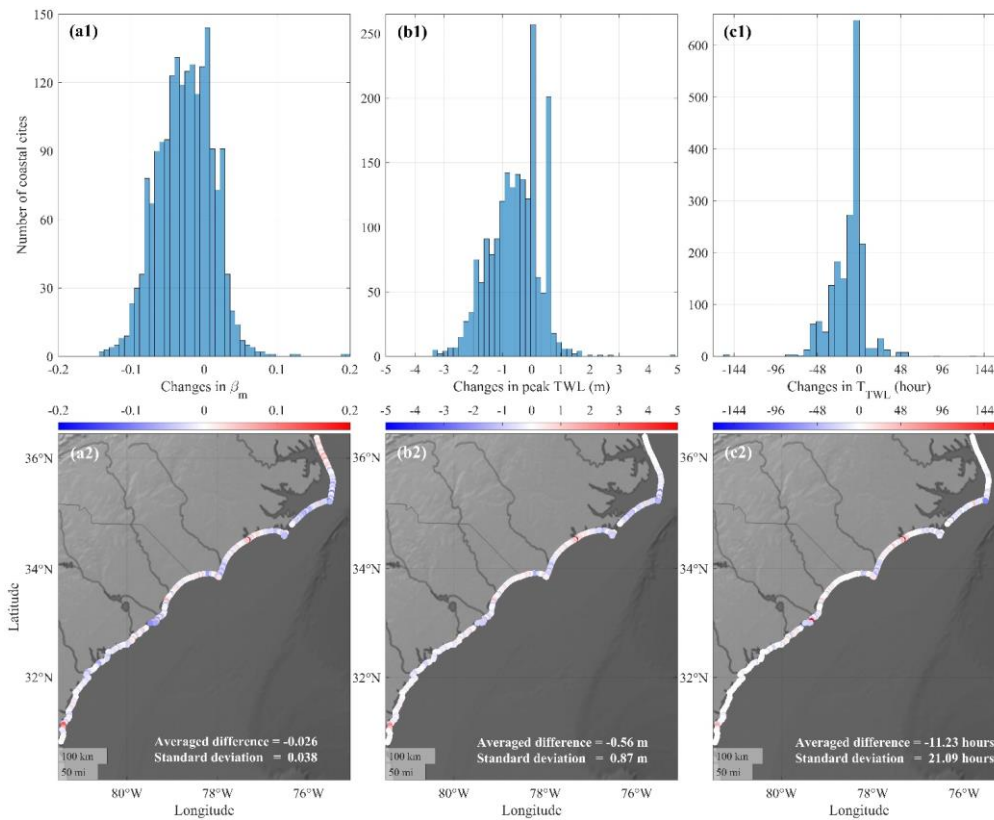 (a1)
150
120
90
60
30
0
Number of coastal cites
-0.2
-0.1
0
0.1
0.2
Changes in βm
(b1)
250
200
150
100
50
0
-5
-4
-3
-2
-1
0
1
2
3
4
5
Changes in peak TWL (m)
(c1)
600
500
400
300
200
100
0
-144
-96
-48
0
48
96
144
Changes in TTWL (hour)
-0.2
-0.1
0
0.1
0.2
-5
-4
-3
-2
-1
0
1
2
3
4
5
-144
-96
-48
0
48
96
144
(a2)
36°N
34°N
32°N
Latitude
Averaged difference = -0.026
Standard deviation = 0.038
100 km
50 mi
80°W
78°W
76°W
Longitude
(b2)
Averaged difference = -0.56 m
Standard deviation = 0.87 m
100 km
50 mi
80°W
78°W
76°W
Longitude
(c2)
Averaged difference = -11.23 hours
Standard deviation = 21.09 hours
100 km
50 mi
80°W
78°W
76°W
Longitude